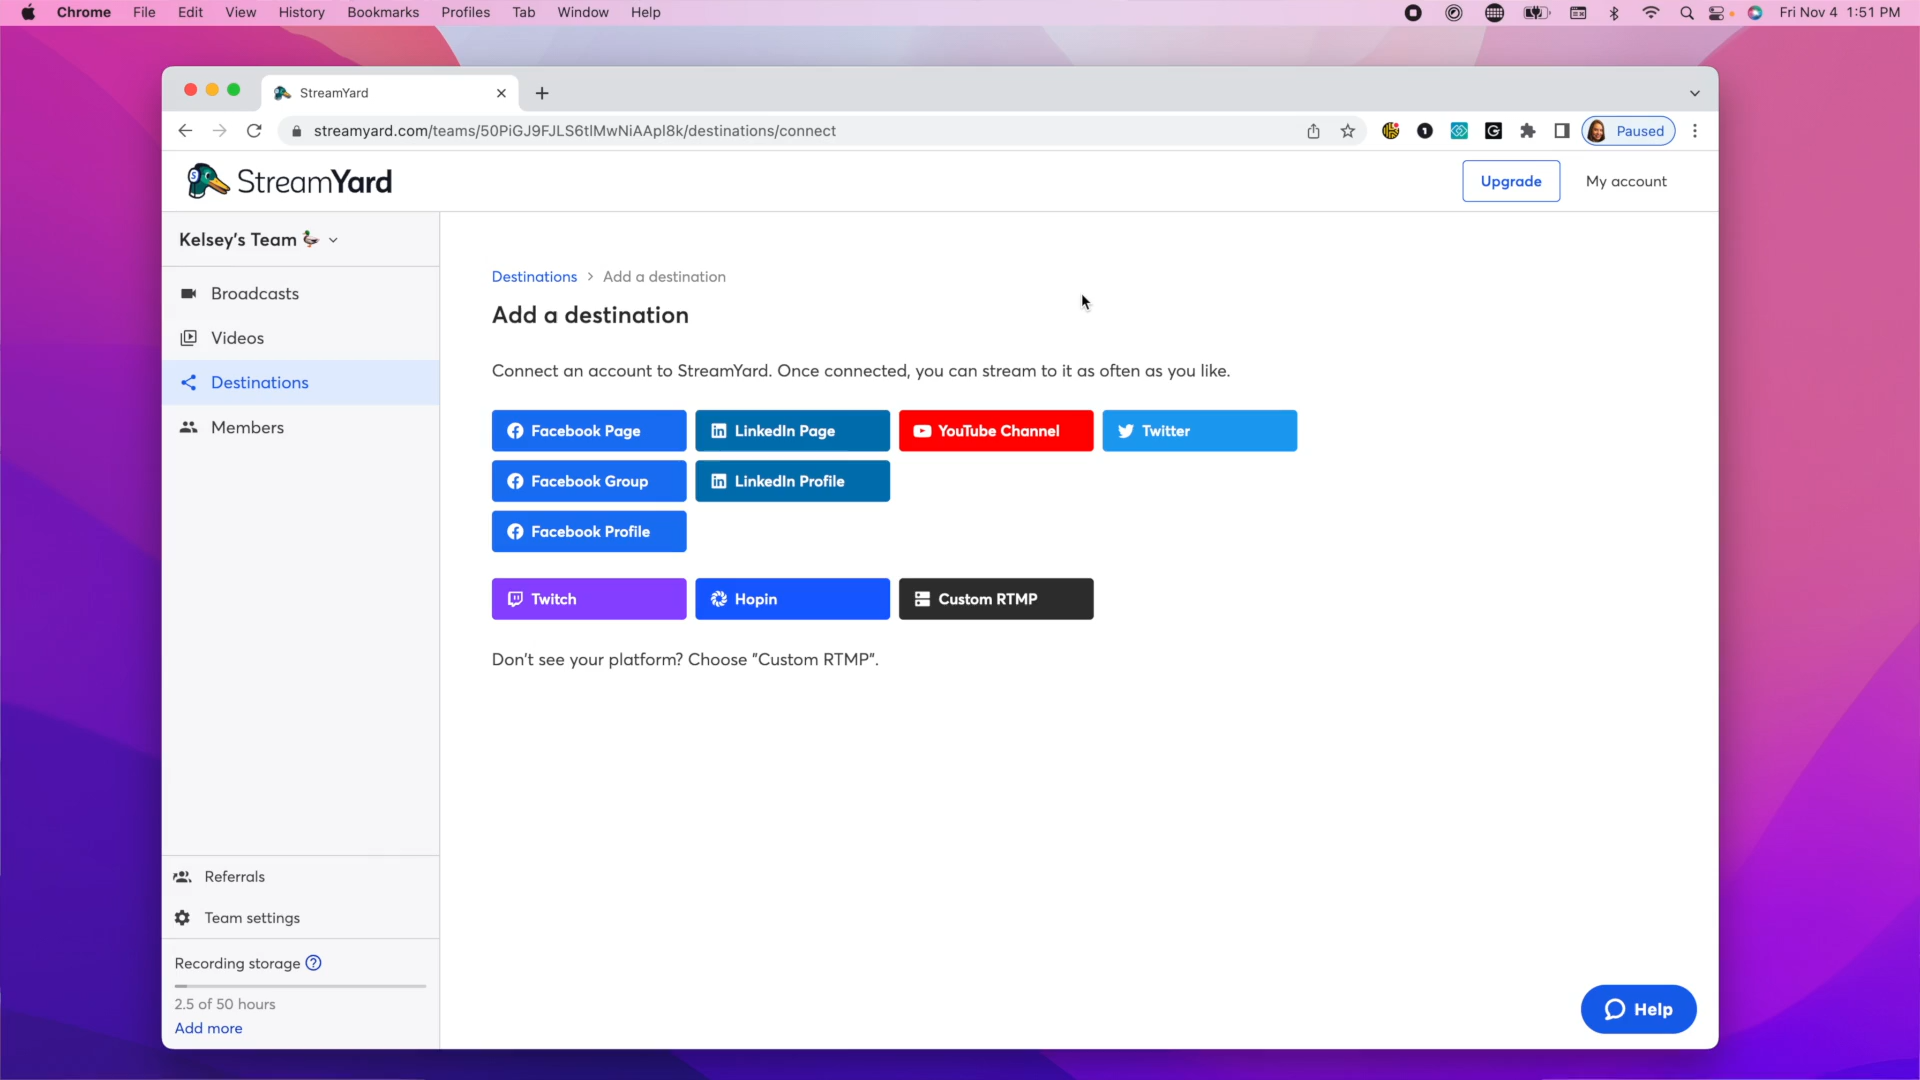 Chrome File Edit View History Bookmarks Profiles Tab Window Help Fri Nov 4 1:51 PM
StreamYard
streamyard.com/teams/50PiGJ9FJLS6tlMwNiAApl8k/destinations/connect Paused
StreamYard Upgrade My account
Kelsey's Team
Broadcasts
Videos
Destinations
Members
Referrals
Team settings
Recording storage
2.5 of 50 hours
Add more
Destinations > Add a destination
Add a destination
Connect an account to StreamYard. Once connected, you can stream to it as often as you like.
Facebook Page LinkedIn Page YouTube Channel Twitter
Facebook Group LinkedIn Profile
Facebook Profile
Twitch Hopin Custom RTMP
Don't see your platform? Choose "Custom RTMP".
Help